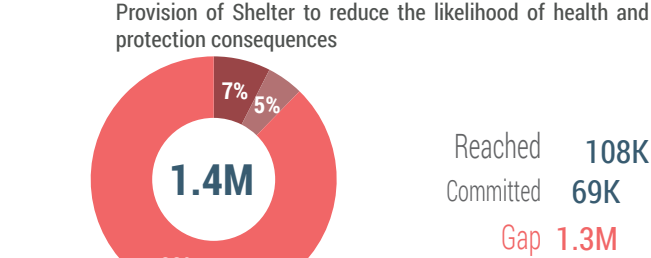 Provision of Shelter to reduce the likelihood of health and
protection consequences
7%
5%
1.4M
Reached 108K
Committed 69K
Gap 1.3M